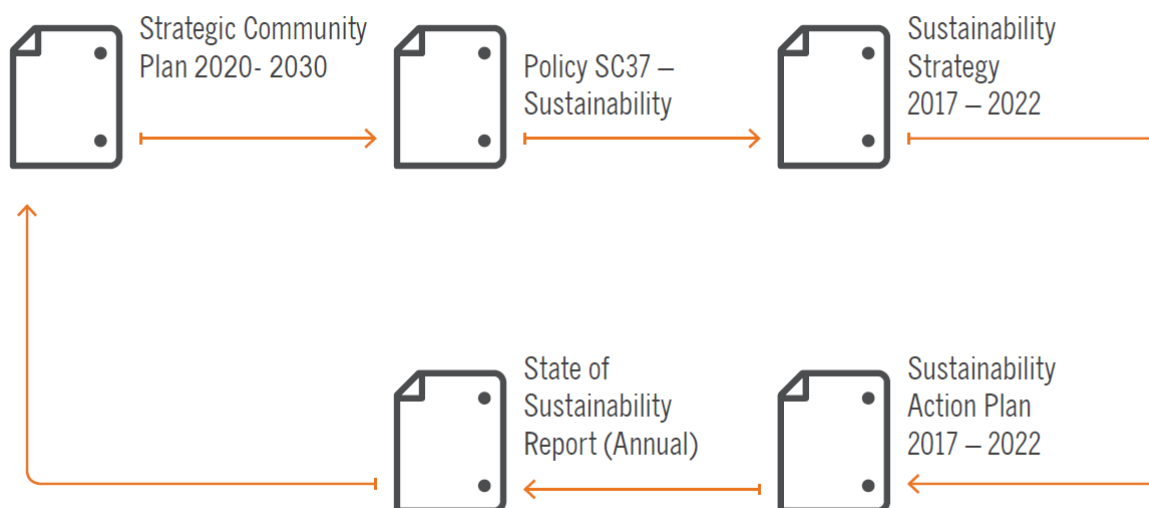 Strategic Community
Plan 2020- 2030
Policy SC37 –
Sustainability
Sustainability
Strategy
2017 – 2022
State of
Sustainability
Report (Annual)
Sustainability
Action Plan
2017 – 2022